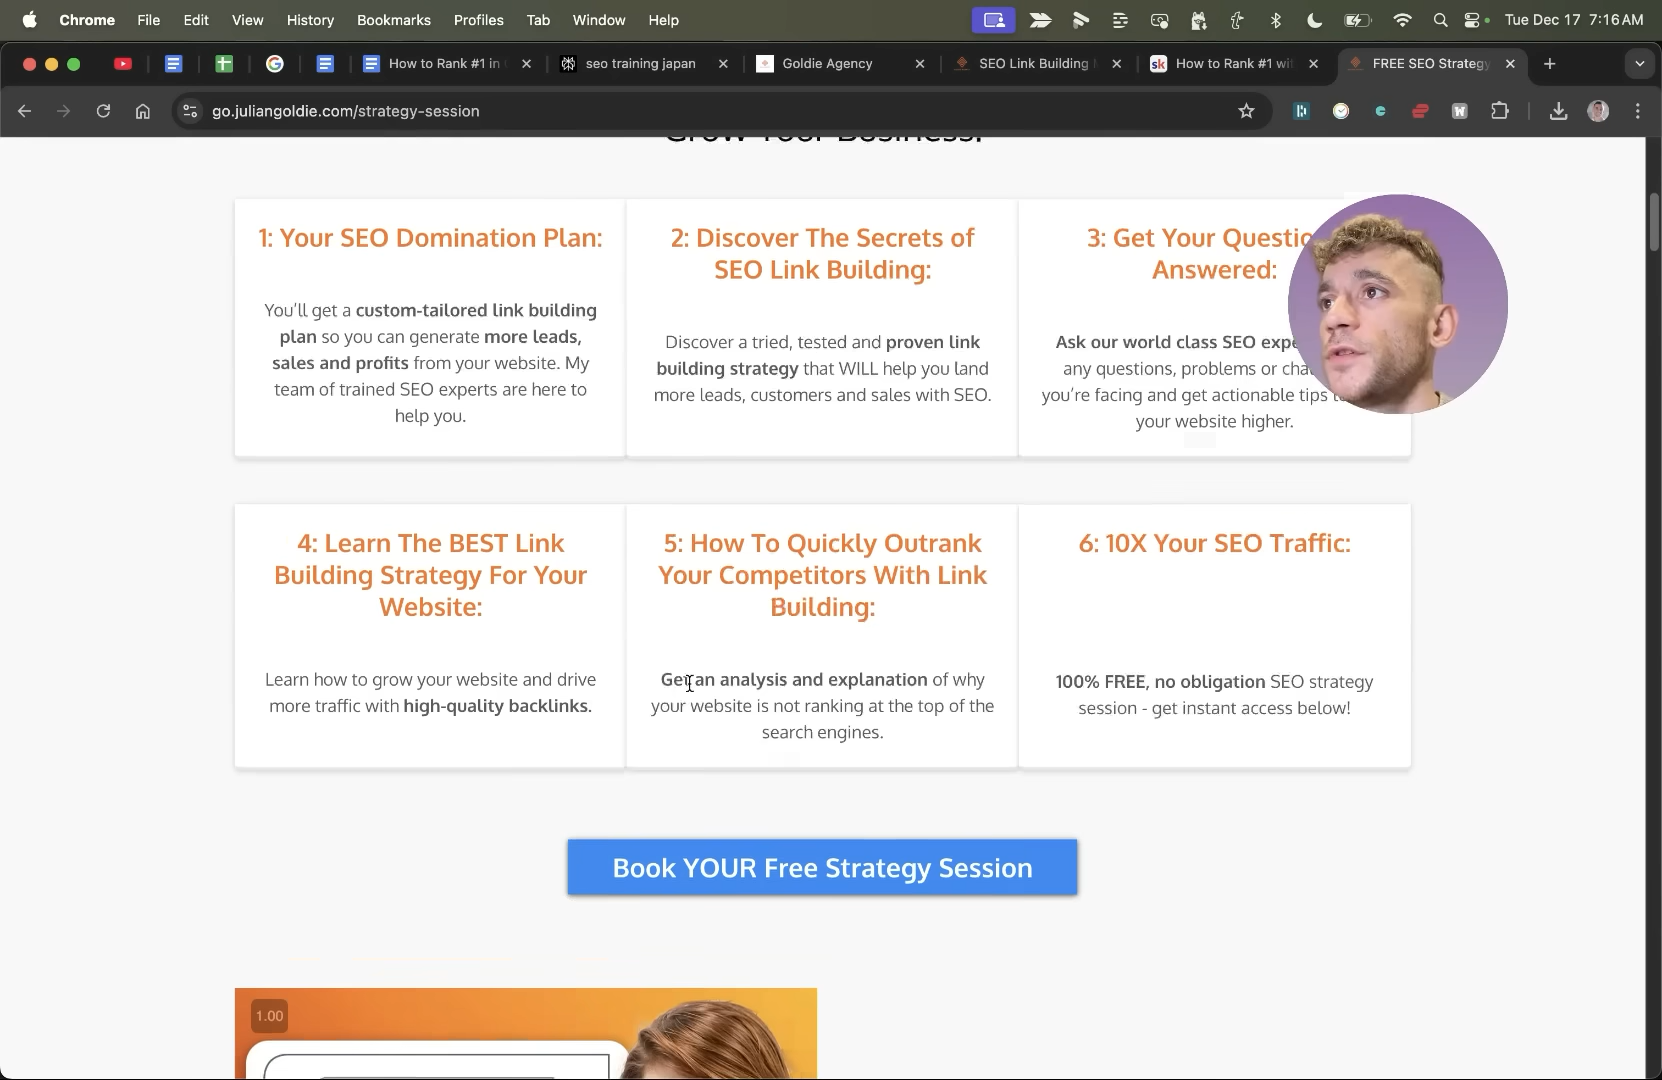 Chrome File Edit View History Bookmarks Profiles Tab Window Help Tue Dec 17 7:16 AM
How to Rank #1 in seo training japan Goldie Agency SEO Link Building How to Rank #1 wi FREE SEO Strategy
go.juliangoldie.com/strategy-session
Grow Your Business!
1: Your SEO Domination Plan:
You'll get a custom-tailored link building
plan so you can generate more leads,
sales and profits from your website. My
team of trained SEO experts are here to
help you.
2: Discover The Secrets of
SEO Link Building:
Discover a tried, tested and proven link
building strategy that WILL help you land
more leads, customers and sales with SEO.
3: Get Your Questio
Answered:
Ask our world class SEO expe
any questions, problems or cha
you're facing and get actionable tips
your website higher.
4: Learn The BEST Link
Building Strategy For Your
Website:
Learn how to grow your website and drive
more traffic with high-quality backlinks.
5: How To Quickly Outrank
Your Competitors With Link
Building:
Get an analysis and explanation of why
your website is not ranking at the top of the
search engines.
6: 10X Your SEO Traffic:
100% FREE, no obligation SEO strategy
session - get instant access below!
Book YOUR Free Strategy Session
1.00